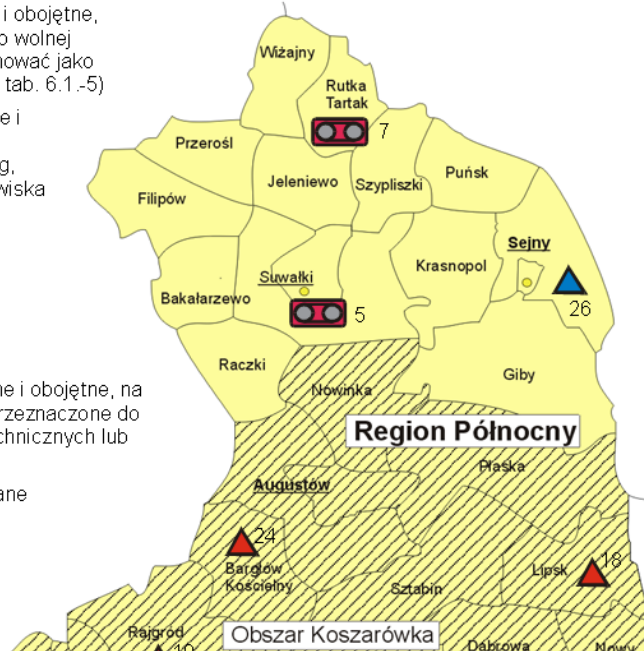 i obojętne,
o wolnej
nować jako
tab. 6.1.-5)
e i
g,
wiska
Wiżajny
Rutka
Tartak
7
Przerośl
Jeleniewo
Szypliszki
Puńsk
Filipów
Sejny
Krasnopol
Suwałki
26
Bakałarzewo
5
Raczki
Giby
ne i obojętne, na
rzeznaczone do
chnicznych lub
ane
Nowinka
Region Północny
Płaska
Augustów
24
Bargłów
Kościelny
18
Lipsk
Sztabin
Rajgród
Obszar Koszarówka
Dąbrowa
Nowy